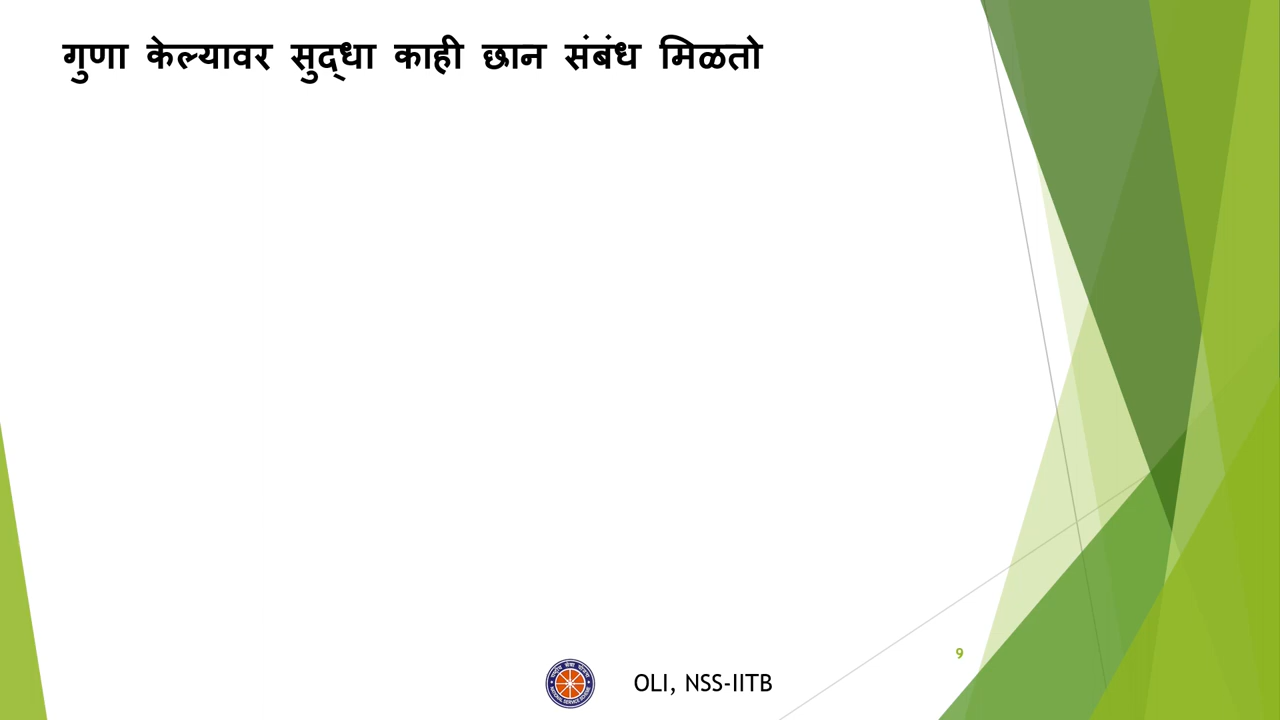 गुणा केल्यावर सुद्धा काही छान संबंध मिळतो
9
OLI, NSS-IITB